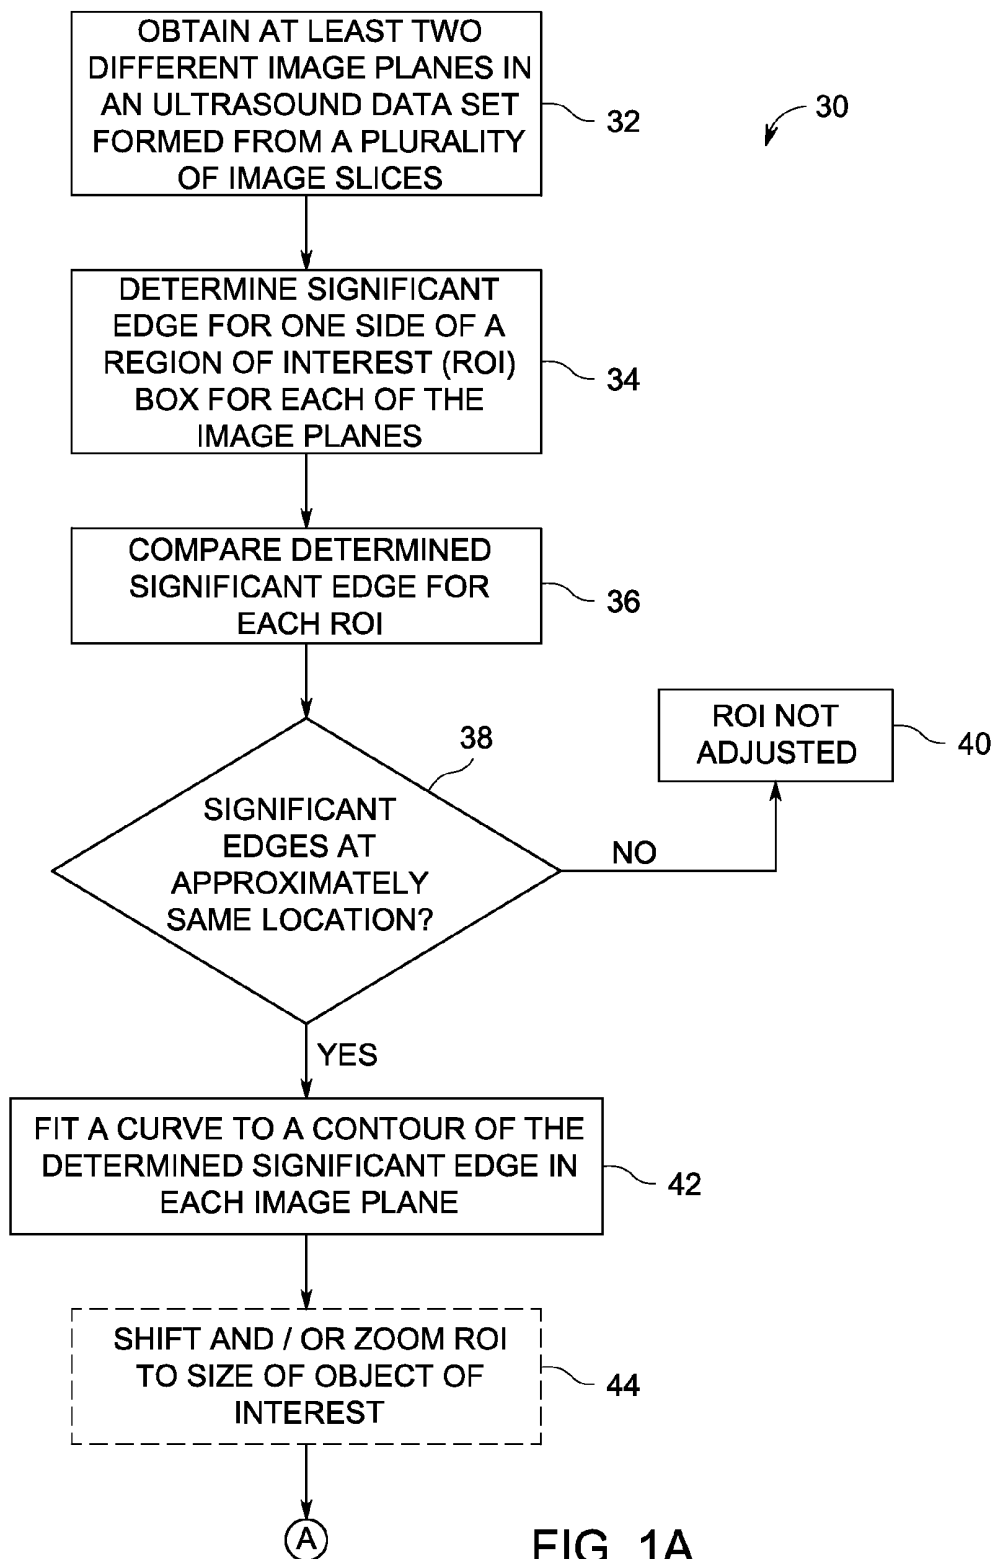 OBTAIN AT LEAST TWO
DIFFERENT IMAGE PLANES IN
AN ULTRASOUND DATA SET
FORMED FROM A PLURALITY
OF IMAGE SLICES
32
30
DETERMINE SIGNIFICANT
EDGE FOR ONE SIDE OF A
REGION OF INTEREST (ROI)
BOX FOR EACH OF THE
IMAGE PLANES
34
COMPARE DETERMINED
SIGNIFICANT EDGE FOR
EACH ROI
36
38
SIGNIFICANT
EDGES AT
APPROXIMATELY
SAME LOCATION?
NO
ROI NOT
ADJUSTED
40
YES
FIT A CURVE TO A CONTOUR OF THE
DETERMINED SIGNIFICANT EDGE IN
EACH IMAGE PLANE
42
SHIFT AND / OR ZOOM ROI
TO SIZE OF OBJECT OF
INTEREST
44
A
FIG. 1A